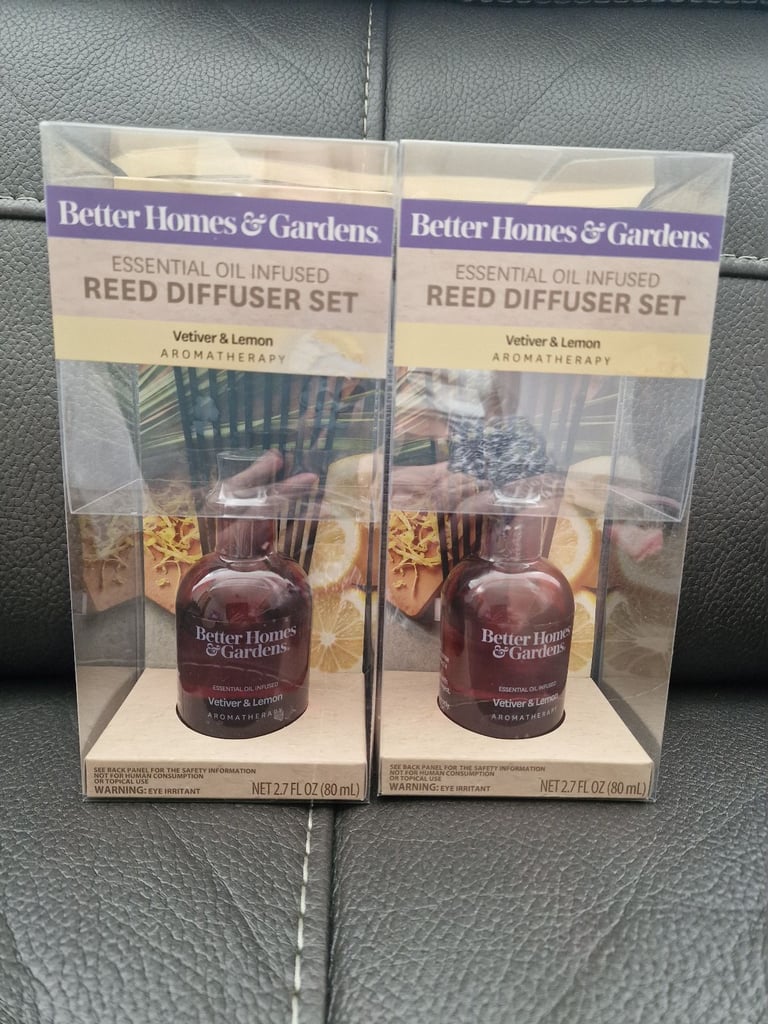 Better Homes & Gardens.
ESSENTIAL OIL INFUSED
REED DIFFUSER SET
Vetiver & Lemon
AROMATHERAPY
Better Homes
& Gardens.
ESSENTIAL OIL INFUSED
Vetiver & Lemon
AROMATHERAPY
SEE BACK PANEL FOR THE SAFETY INFORMATION
NOT FOR HUMAN CONSUMPTION
OR TOPICAL USE
WARNING: EYE IRRITANT
NET 2.7 FL OZ (80 mL)
Better Homes & Gardens.
ESSENTIAL OIL INFUSED
REED DIFFUSER SET
Vetiver & Lemon
AROMATHERAPY
Better Homes
& Gardens.
ESSENTIAL OIL INFUSED
Vetiver & Lemon
AROMATHERAPY
SEE BACK PANEL FOR THE SAFETY INFORMATION
NOT FOR HUMAN CONSUMPTION
OR TOPICAL USE
WARNING: EYE IRRITANT
NET 2.7 FL OZ (80 mL)